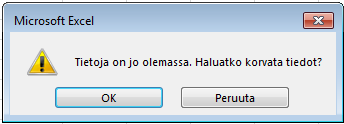 Microsoft Excel
Tietoja on jo olemassa. Haluatko korvata tiedot?
OK
Peruuta